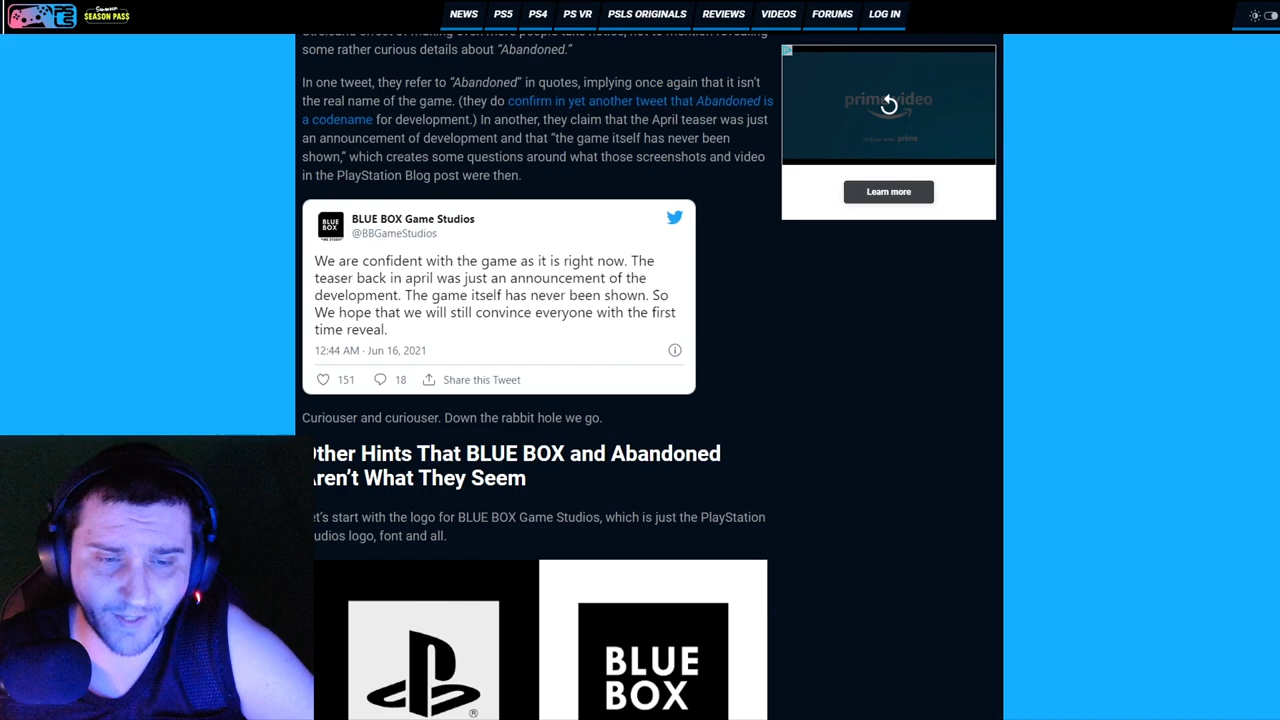 Summer
SEASON PASS
NEWS PS5 PS4 PS VR PSLS ORIGINALS REVIEWS VIDEOS FORUMS LOG IN
some rather curious details about “Abandoned.”
In one tweet, they refer to “Abandoned” in quotes, implying once again that it isn’t
the real name of the game. (they do confirm in yet another tweet that Abandoned is
a codename for development.) In another, they claim that the April teaser was just
an announcement of development and that “the game itself has never been
shown,” which creates some questions around what those screenshots and video
in the PlayStation Blog post were then.
BLUE BOX
BLUE BOX Game Studios
@BBGameStudios
We are confident with the game as it is right now. The
teaser back in april was just an announcement of the
development. The game itself has never been shown. So
We hope that we will still convince everyone with the first
time reveal.
12:44 AM · Jun 16, 2021
151 18 Share this Tweet
Curiouser and curiouser. Down the rabbit hole we go.
Other Hints That BLUE BOX and Abandoned
Aren’t What They Seem
Let’s start with the logo for BLUE BOX Game Studios, which is just the PlayStation
Studios logo, font and all.
BLUE
BOX
prime video
prime
Learn more